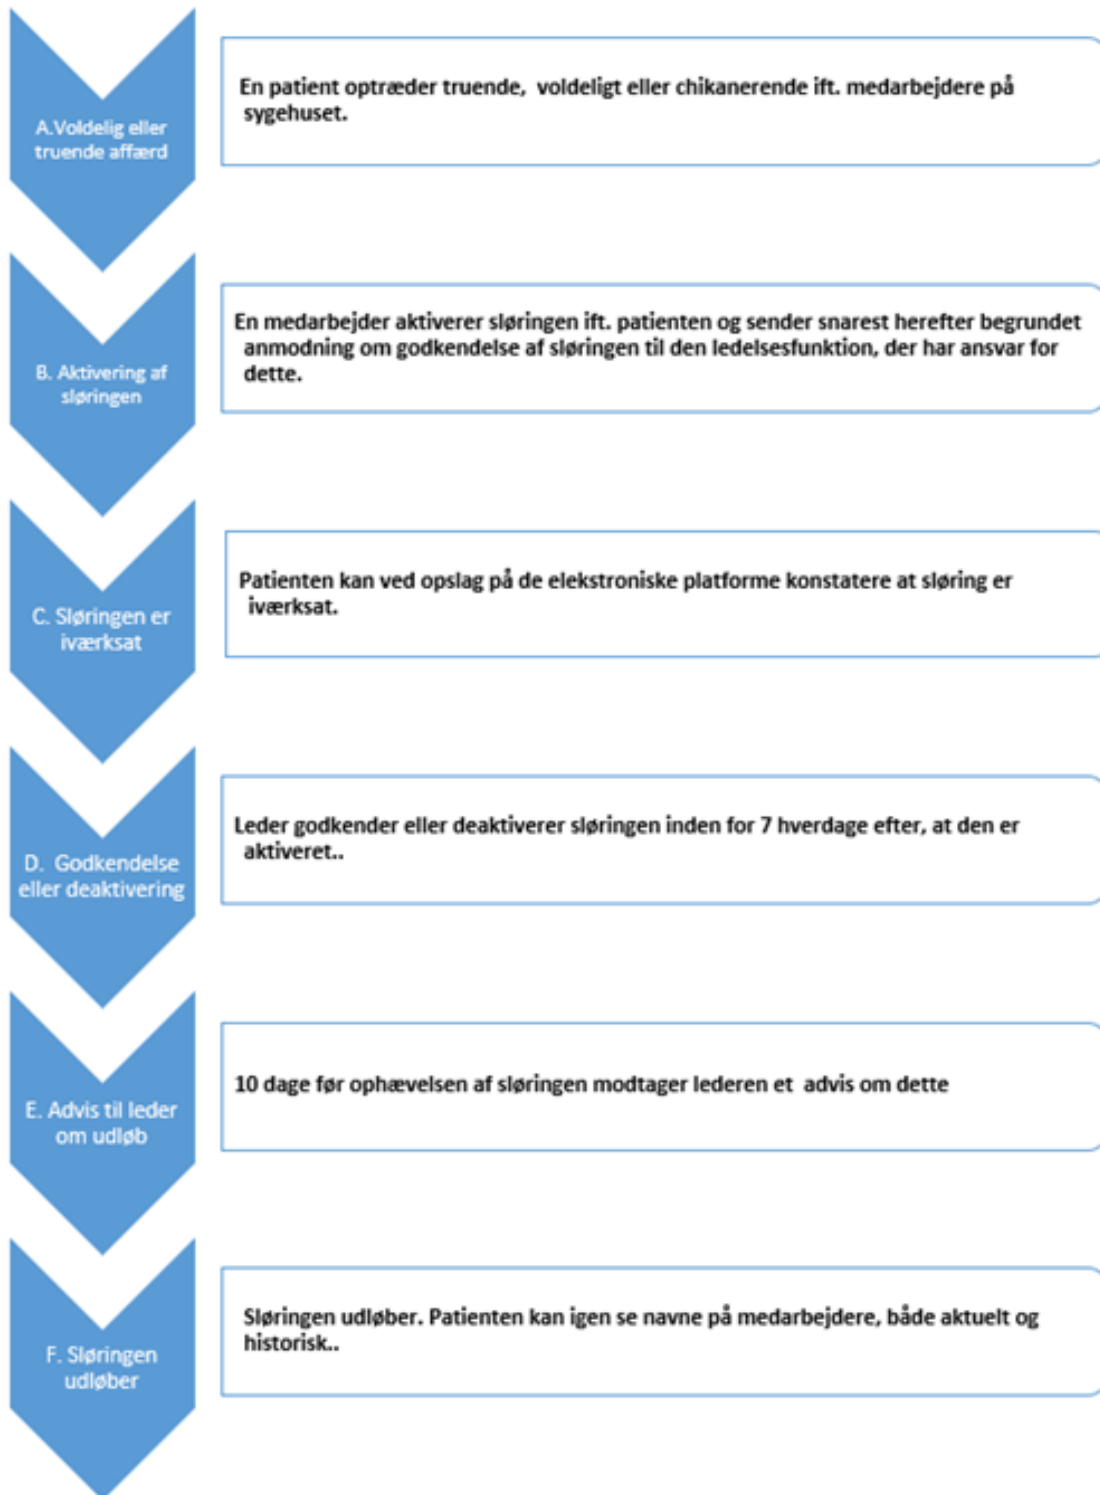 A.Voldelig eller
truende affærd
En patient optræder truende, voldeligt eller chikanerende ift. medarbejdere på
sygehuset.
B. Aktivering af
sløringen
En medarbejder aktiverer sløringen ift. patienten og sender snarest herefter begrundet
anmodning om godkendelse af sløringen til den ledelsesfunktion, der har ansvar for
dette.
C. Sløringen er
iværksat
Patienten kan ved opslag på de elekstroniske platforme konstatere at sløring er
iværksat.
D. Godkendelse
eller deaktivering
Leder godkender eller deaktiverer sløringen inden for 7 hverdage efter, at den er
aktiveret..
E. Advis til leder
om udløb
10 dage før ophævelsen af sløringen modtager lederen et advis om dette
F. Sløringen
udløber
Sløringen udløber. Patienten kan igen se navne på medarbejdere, både aktuelt og
historisk..